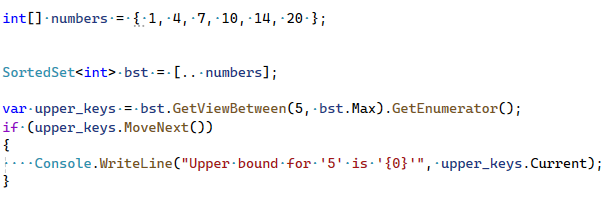 int[] numbers = { 1, 4, 7, 10, 14, 20 };
SortedSet<int> bst = [.. numbers];
var upper_keys = bst.GetViewBetween(5, bst.Max).GetEnumerator();
if (upper_keys.MoveNext())
{
    Console.WriteLine("Upper bound for '5' is '{0}'", upper_keys.Current);
}